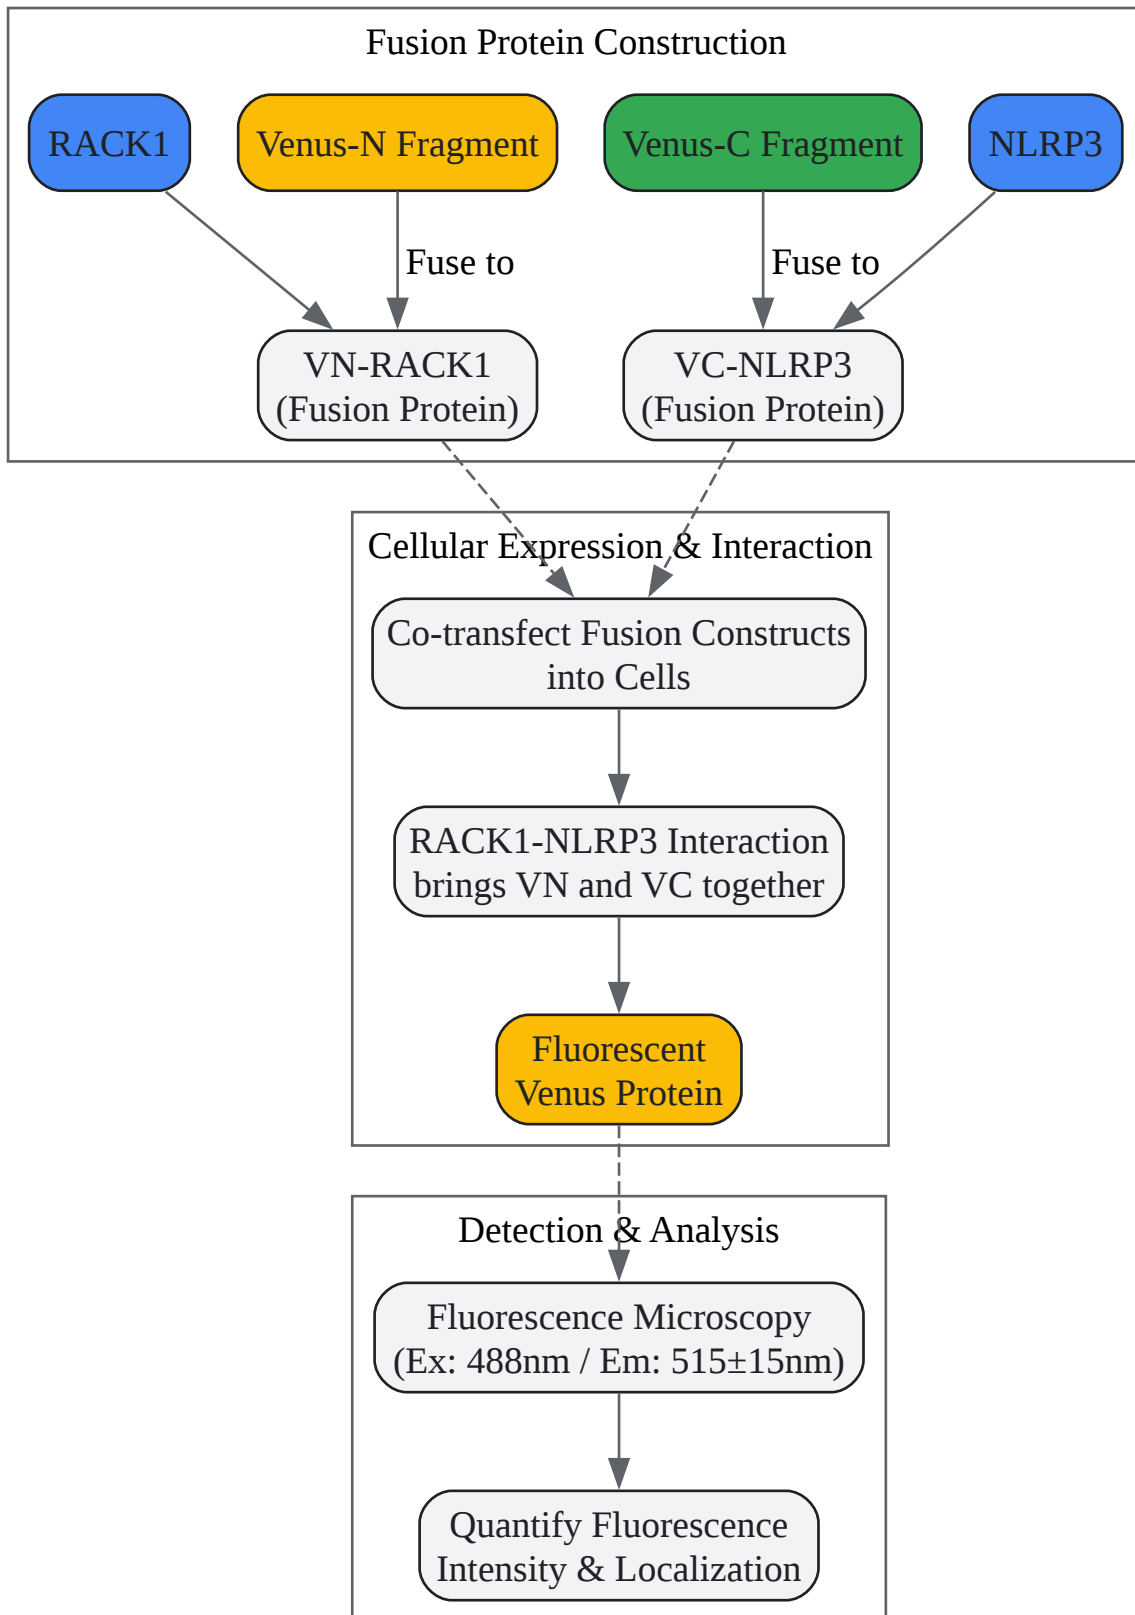 Fusion Protein Construction
RACK1
Venus-N Fragment
Venus-C Fragment
NLRP3
Fuse to
Fuse to
VN-RACK1
(Fusion Protein)
VC-NLRP3
(Fusion Protein)
Cellular Expression & Interaction
Co-transfect Fusion Constructs
into Cells
RACK1-NLRP3 Interaction
brings VN and VC together
Fluorescent
Venus Protein
Detection & Analysis
Fluorescence Microscopy
(Ex: 488nm / Em: 515±15nm)
Quantify Fluorescence
Intensity & Localization